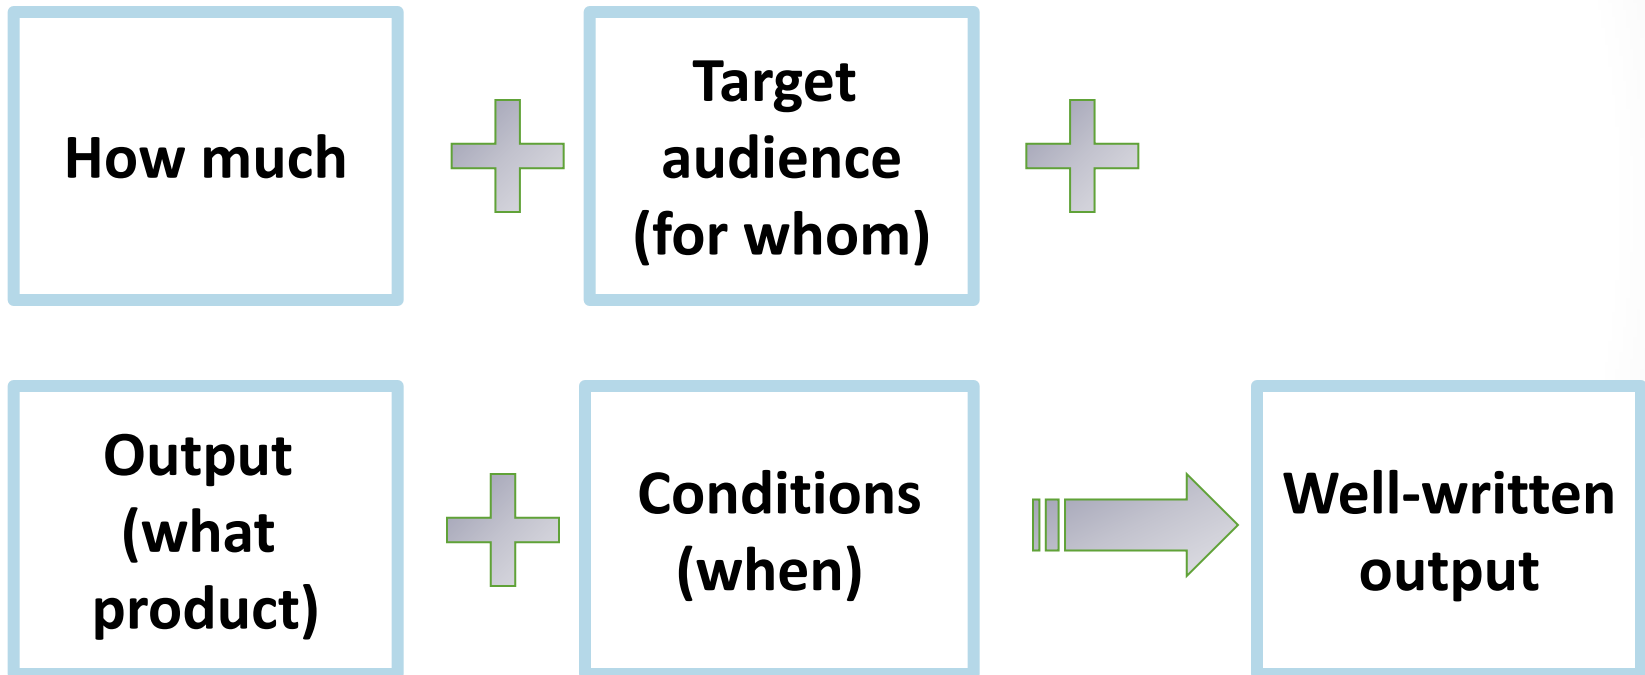 How much
Target
audience
(for whom)
Output
(what
product)
Conditions
(when)
Well-written
output